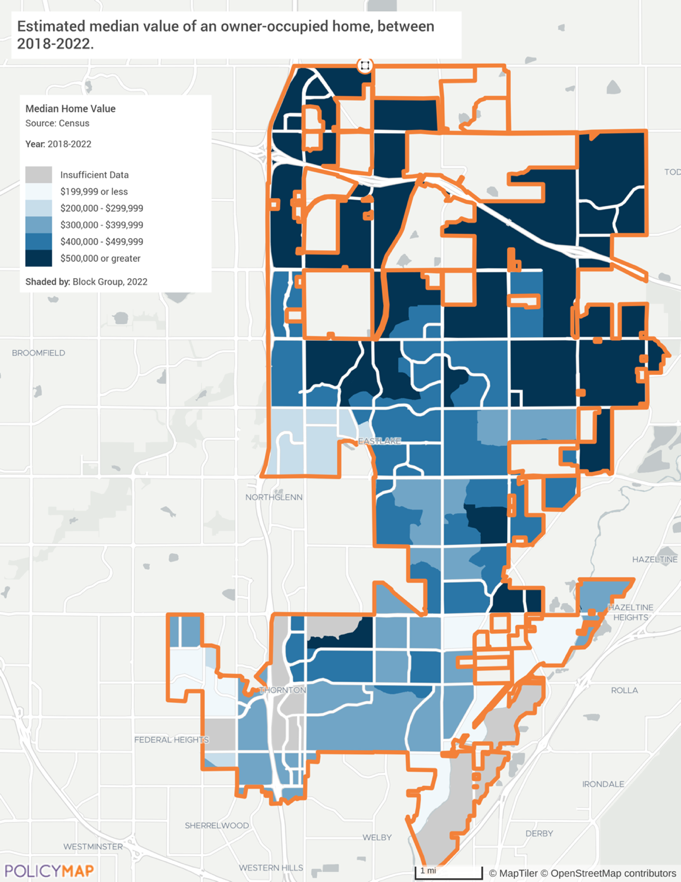 Estimated median value of an owner-occupied home, between
2018-2022.
Median Home Value
Source: Census
Year: 2018-2022
Insufficient Data
$199,999 or less
$200,000 - $299,999
$300,000 - $399,999
$400,000 - $499,999
$500,000 or greater
Shaded by: Block Group, 2022
TOD
BROOMFIELD
EASTLAKE
NORTHGLENN
HAZELTINE
HAZELTINE
HEIGHTS
THORNTON
ROLLA
FEDERAL HEIGHTS
IRONDALE
SHERRELWOOD
WELBY
DERBY
WESTMINSTER
WESTERN HILLS
POLICYMAP
1 mi
© MapTiler © OpenStreetMap contributors